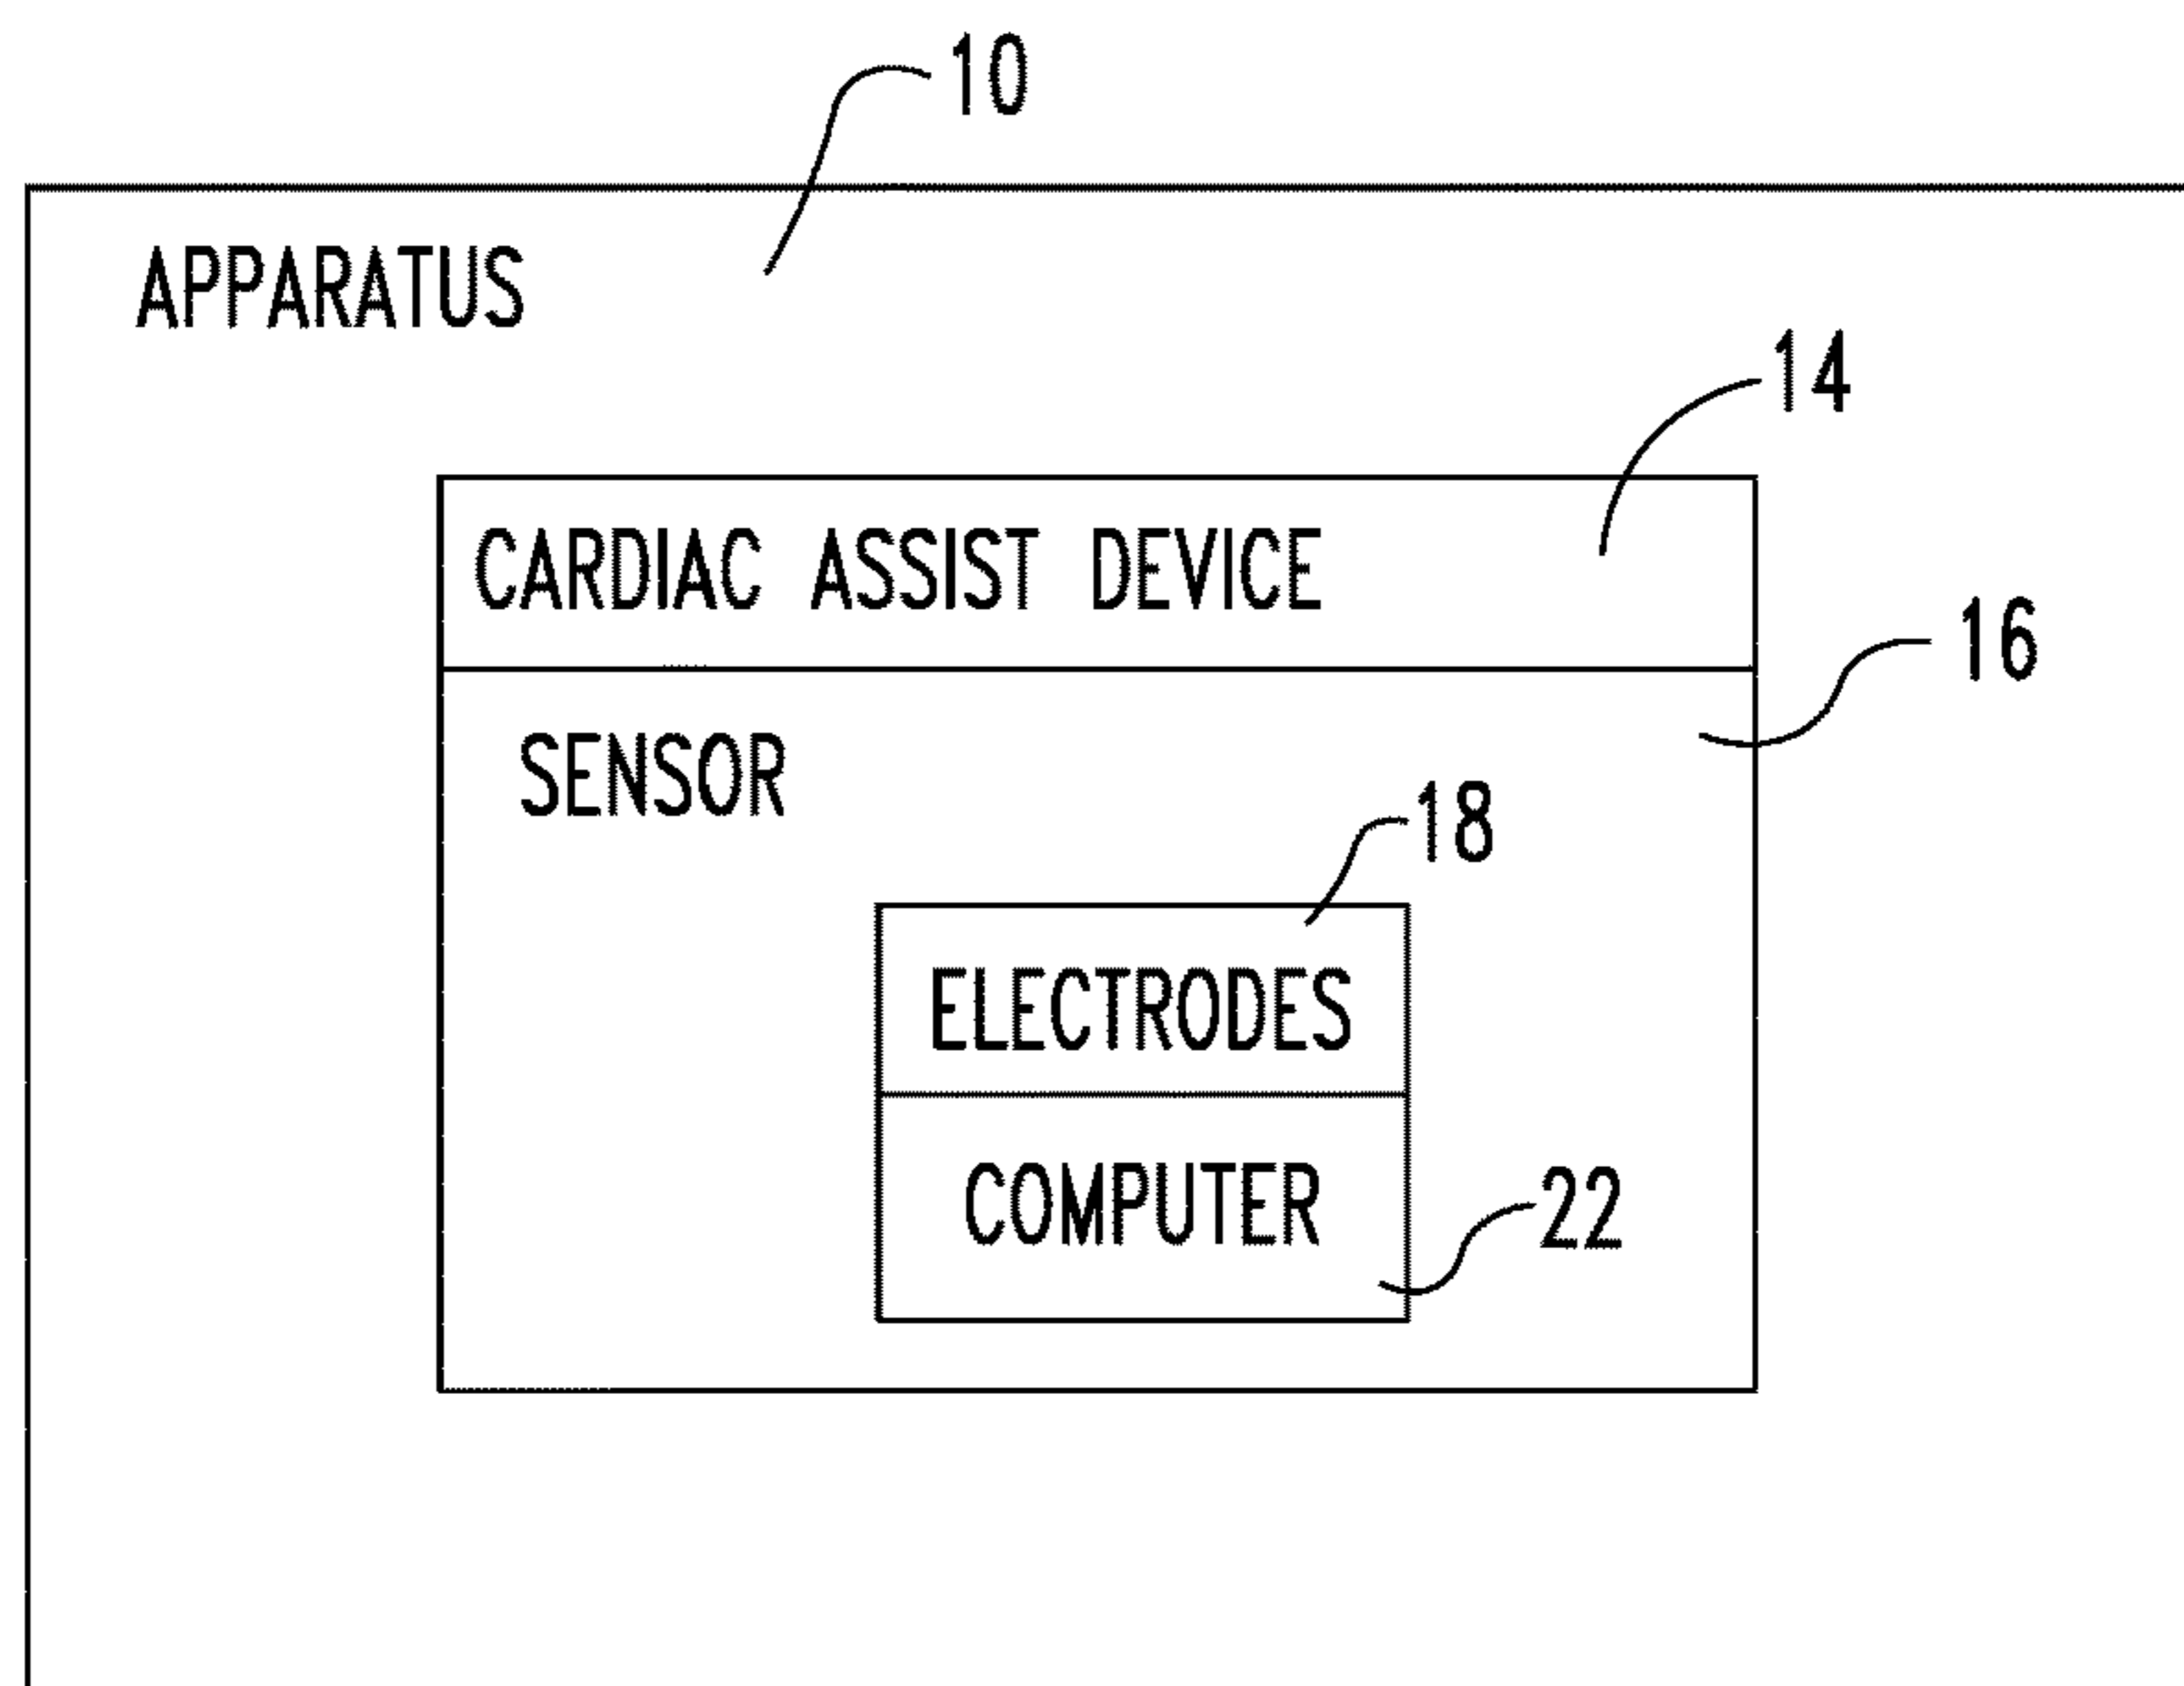 10
APPARATUS
14
CARDIAC ASSIST DEVICE
16
SENSOR
18
ELECTRODES
COMPUTER
22